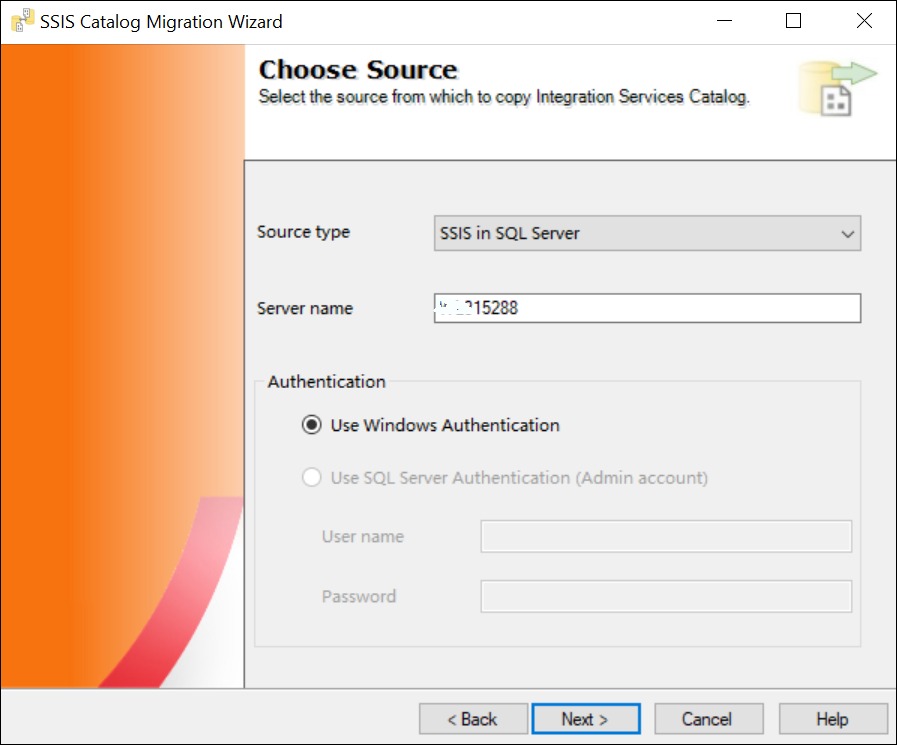 SSIS Catalog Migration Wizard
Choose Source
Select the source from which to copy Integration Services Catalog.
Source type
SSIS in SQL Server
Server name
15288
Authentication
Use Windows Authentication
Use SQL Server Authentication (Admin account)
User name
Password
< Back
Next >
Cancel
Help